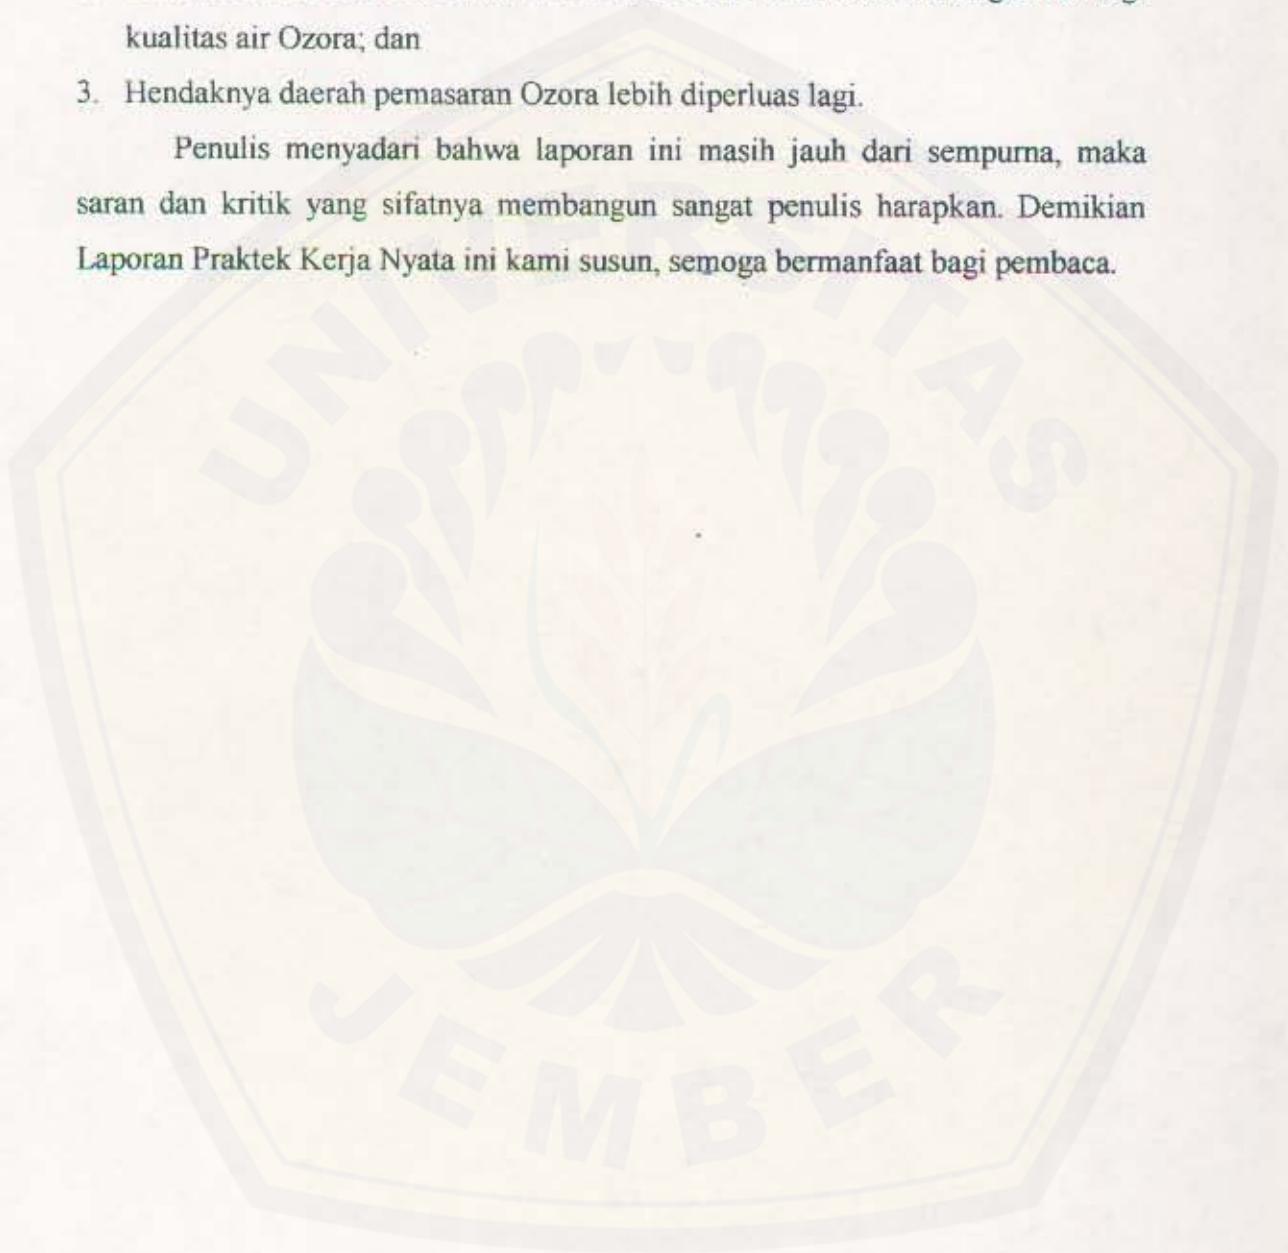 kualitas air Ozora; dan
3. Hendaknya daerah pemasaran Ozora lebih diperluas lagi.
Penulis menyadari bahwa laporan ini masih jauh dari sempurna, maka
saran dan kritik yang sifatnya membangun sangat penulis harapkan. Demikian
Laporan Praktek Kerja Nyata ini kami susun, semoga bermanfaat bagi pembaca.
UNIVERSITAS
JEMBER